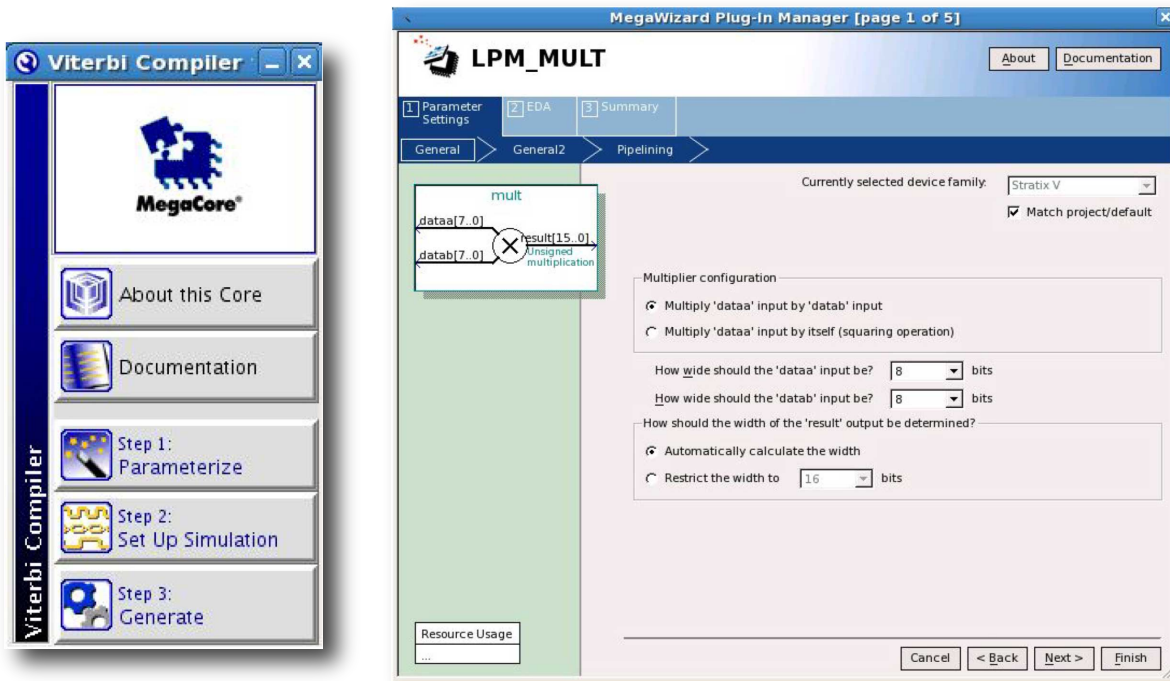 Viterbi Compiler
MegaCore®
About this Core
Documentation
Step 1:
Parameterize
Step 2:
Set Up Simulation
Step 3:
Generate
Viterbi Compiler
MegaWizard Plug-In Manager [page 1 of 5]
LPM_MULT
About
Documentation
1 Parameter
Settings
2 EDA
3 Summary
General
General2
Pipelining
mult
dataa[7..0]
datab[7..0]
result[15..0]
Unsigned
multiplication
Currently selected device family:
Stratix V
Match project/default
Multiplier configuration
Multiply 'dataa' input by 'datab' input
Multiply 'dataa' input by itself (squaring operation)
How wide should the 'dataa' input be? 8 bits
How wide should the 'datab' input be? 8 bits
How should the width of the 'result' output be determined?
Automatically calculate the width
Restrict the width to 16 bits
Resource Usage
...
Cancel
< Back
Next >
Finish